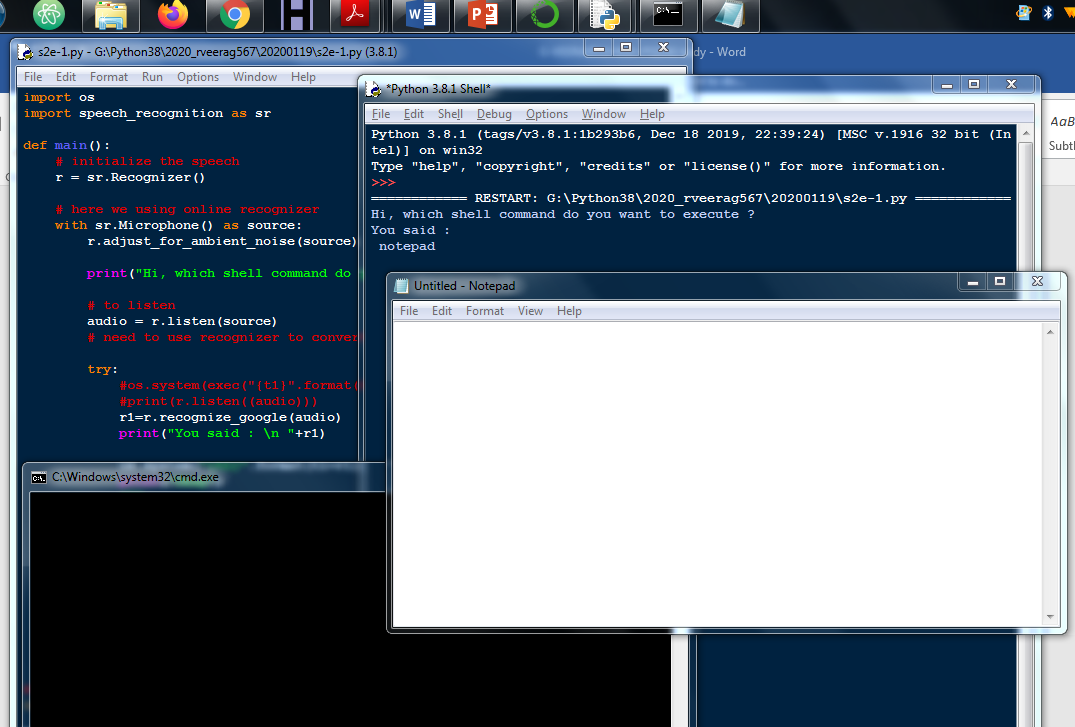 s2e-1.py - G:\Python38\2020_rveerag567\20200119\s2e-1.py (3.8.1)
dy - Word
File Edit Format Run Options Window Help
import os
import speech_recognition as sr
def main():
# initialize the speech
r = sr.Recognizer()
# here we using online recognizer
with sr.Microphone() as source:
r.adjust_for_ambient_noise(source)
print("Hi, which shell command do
# to listen
audio = r.listen(source)
# need to use recognizer to conver
try:
#os.system(exec("{t1}".format(
#print(r.listen((audio)))
r1=r.recognize_google(audio)
print("You said : \n "+r1)
*Python 3.8.1 Shell*
File Edit Shell Debug Options Window Help
Python 3.8.1 (tags/v3.8.1:1b293b6, Dec 18 2019, 22:39:24) [MSC v.1916 32 bit (In
tel)] on win32
Type "help", "copyright", "credits" or "license()" for more information.
>>>
============ RESTART: G:\Python38\2020_rveerag567\20200119\s2e-1.py ============
Hi, which shell command do you want to execute ?
You said :
notepad
AaB
Subtl
Untitled - Notepad
File Edit Format View Help
C:\Windows\system32\cmd.exe